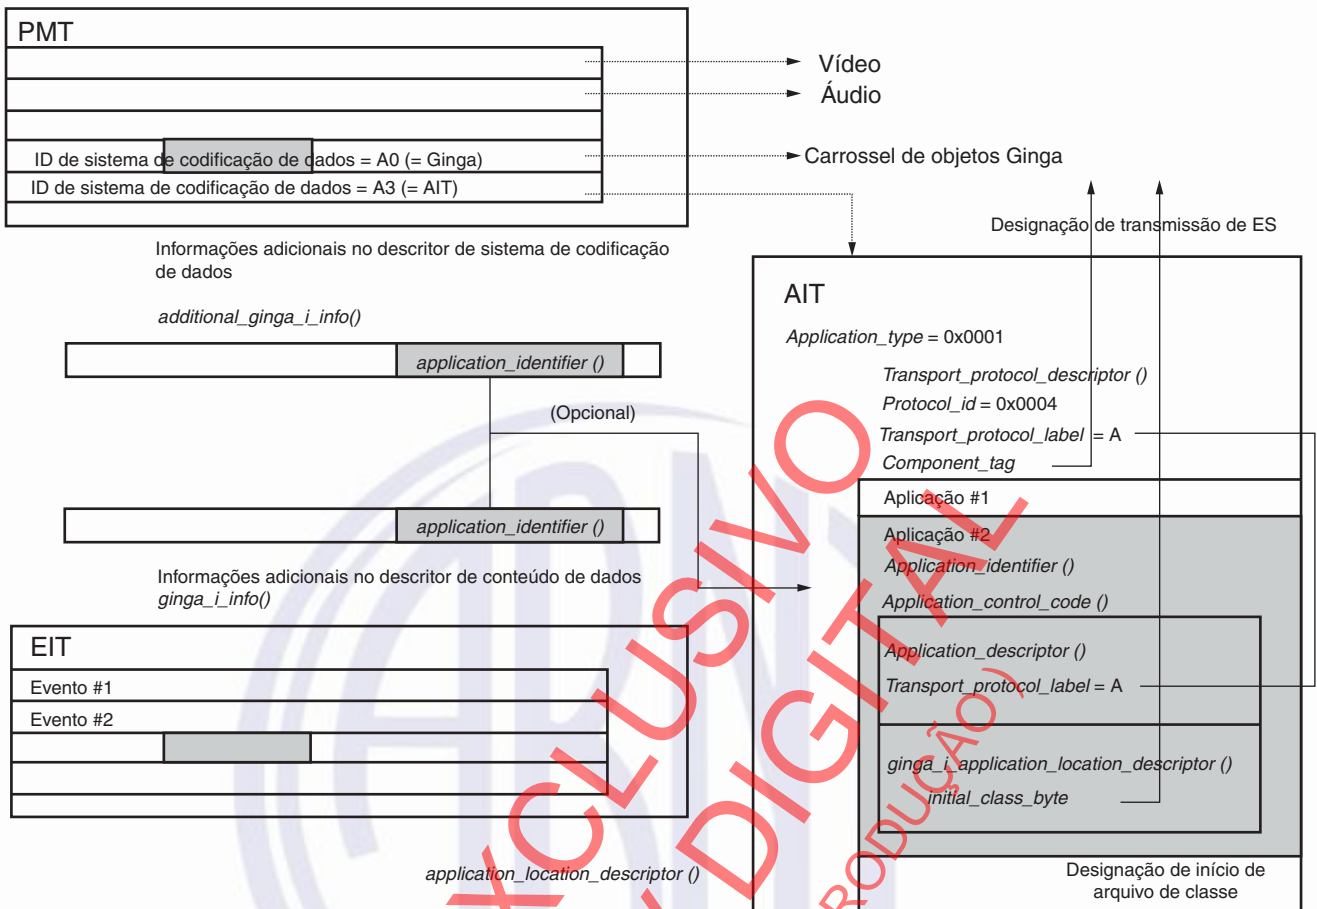 PMT
Vídeo
Áudio
ID de sistema de codificação de dados = A0 (= Ginga)
Carrossel de objetos Ginga
ID de sistema de codificação de dados = A3 (= AIT)
Designação de transmissão de ES
Informações adicionais no descritor de sistema de codificação
de dados
additional_ginga_i_info()
application_identifier ()
(Opcional)
application_identifier ()
Informações adicionais no descritor de conteúdo de dados
ginga_i_info()
EIT
Evento #1
Evento #2
application_location_descriptor ()
AIT
Application_type = 0x0001
Transport_protocol_descriptor ()
Protocol_id = 0x0004
Transport_protocol_label = A
Component_tag
Aplicação #1
Aplicação #2
Application_identifier ()
Application_control_code ()
Application_descriptor ()
Transport_protocol_label = A
ginga_i_application_location_descriptor ()
initial_class_byte
Designação de início de
arquivo de classe
XCLUSIVO
DIGITAL
RODUÇÃO )